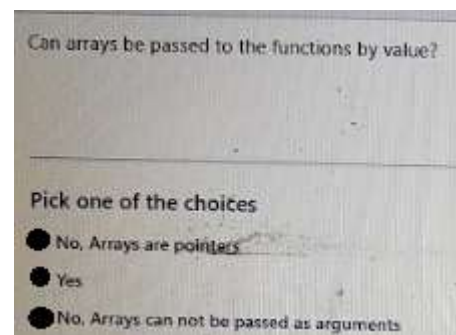 Can arrays be passed to the functions by value?
Pick one of the choices
No, Arrays are pointers
Yes
No, Arrays can not be passed as arguments